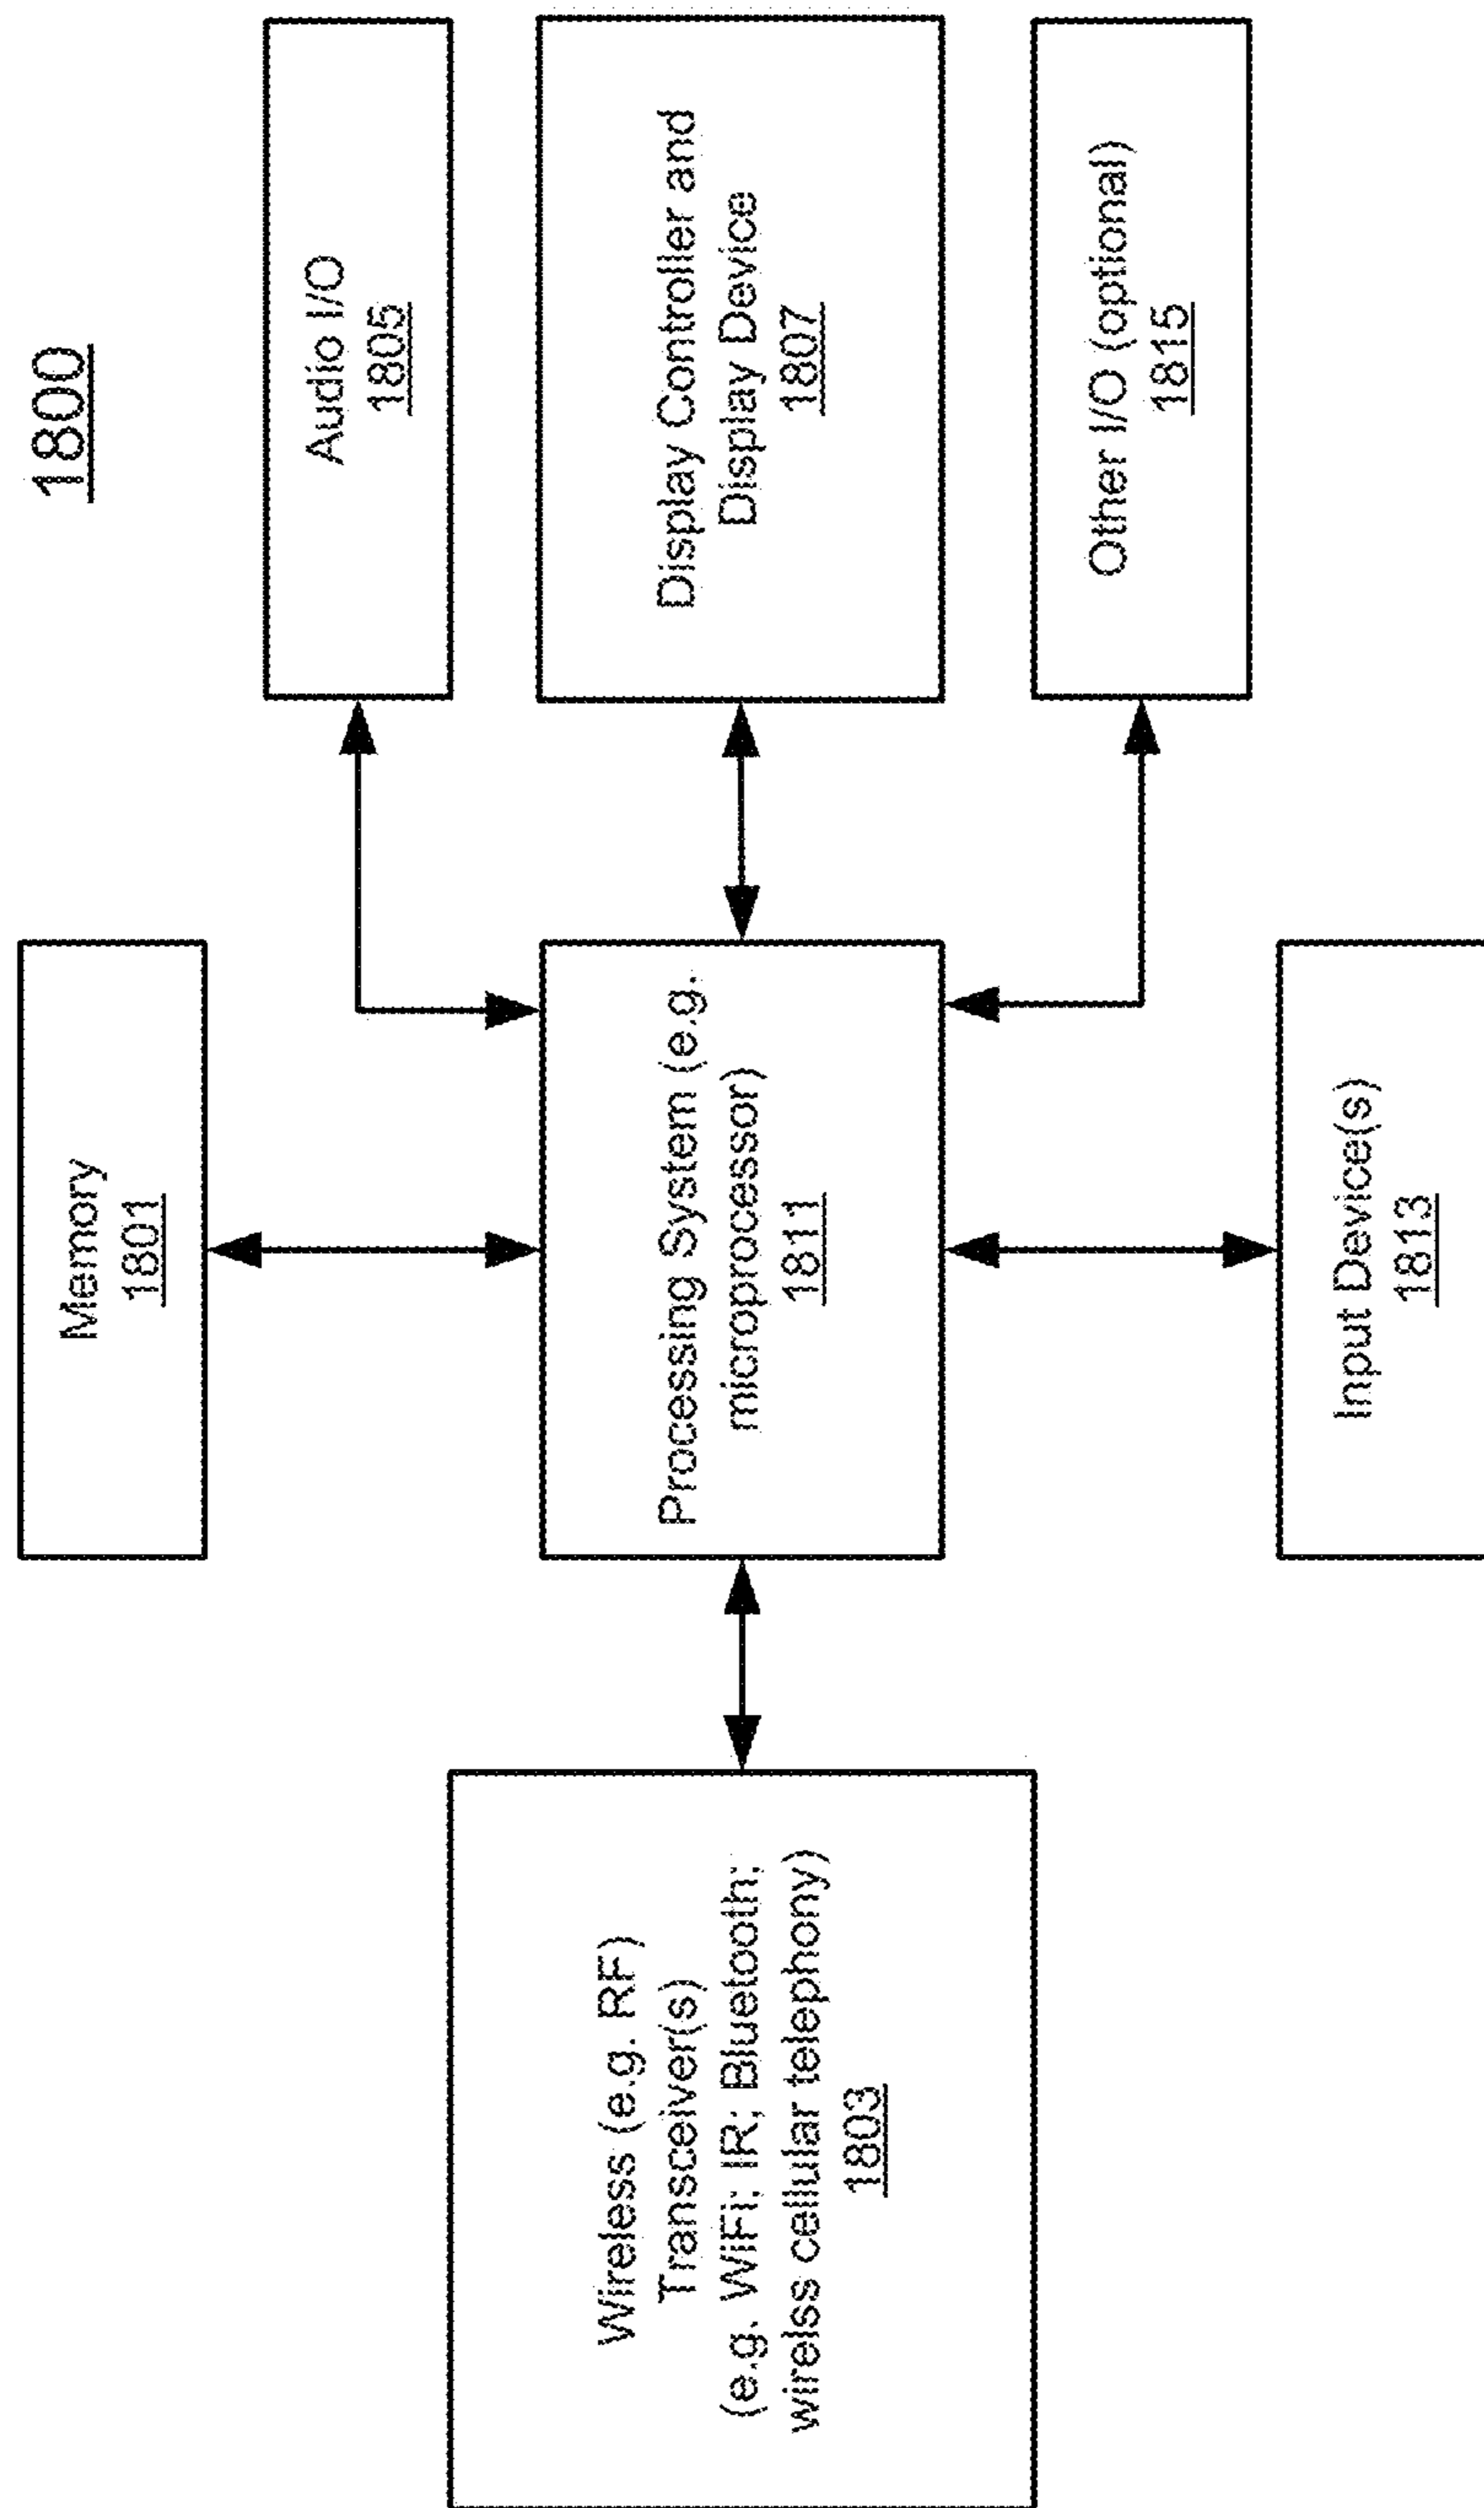 1800
Memory
1801
Audio I/O
1805
Wireless (e.g. RF)
Transceiver(s)
(e.g. WiFi; IR; Bluetooth;
wirelss cellular telephony)
1803
Processing System (e.g.
microprocessor)
1811
Display Controller and
Display Device
1807
Other I/O (optional)
1815
Input Device(s)
1813